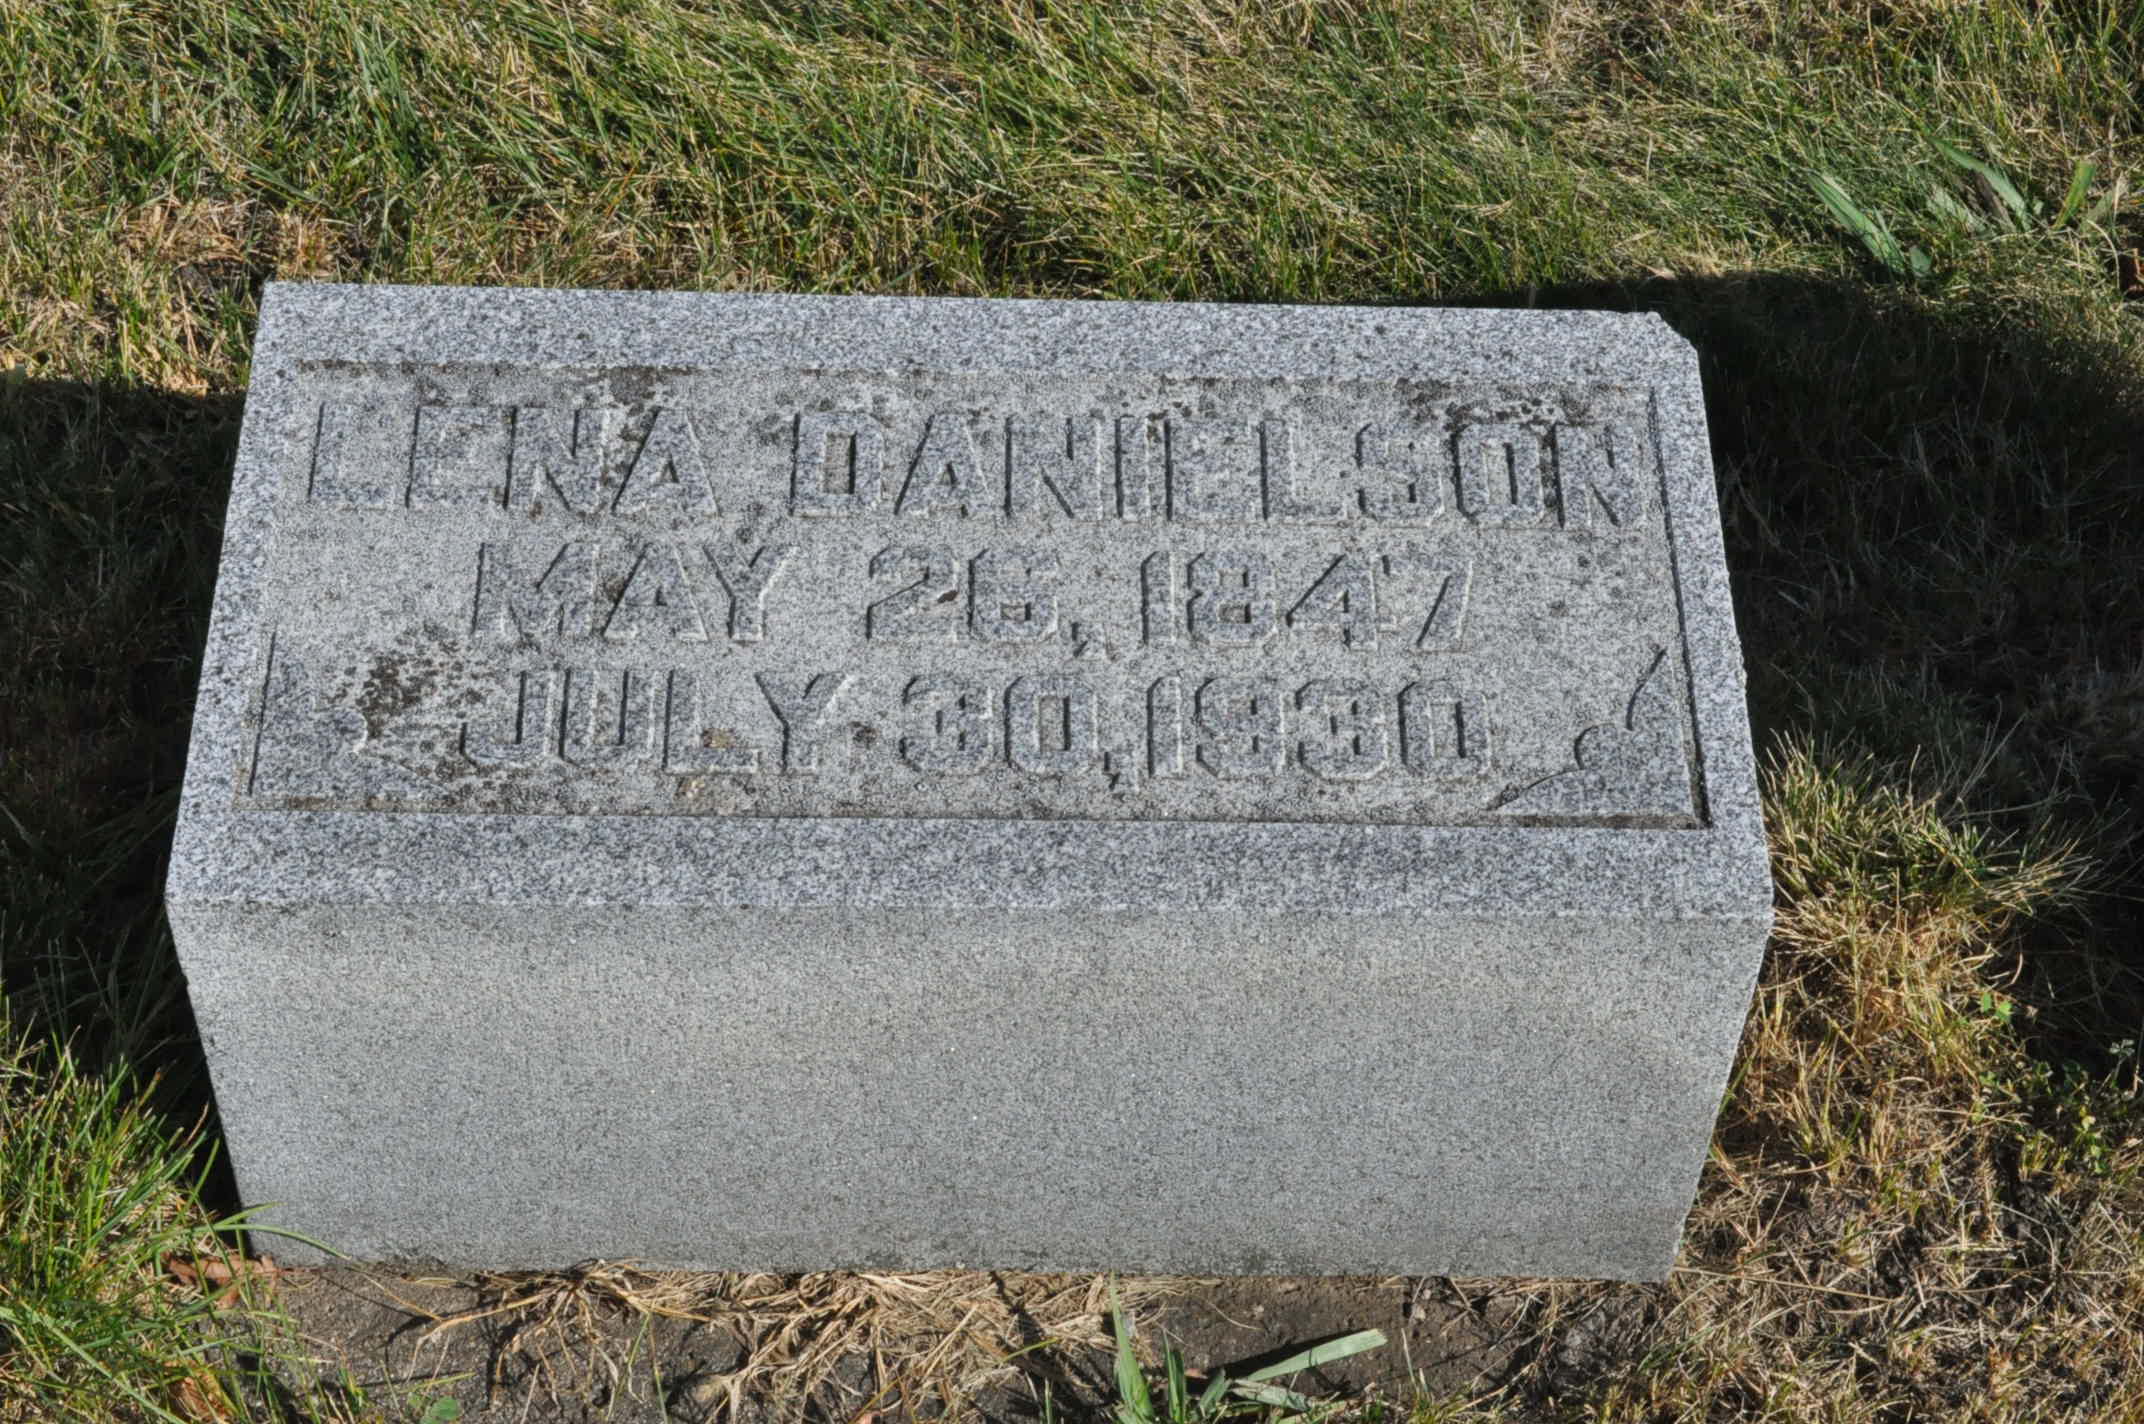 LENA DANIELSON
MAY 26, 1847
JULY 30, 1930